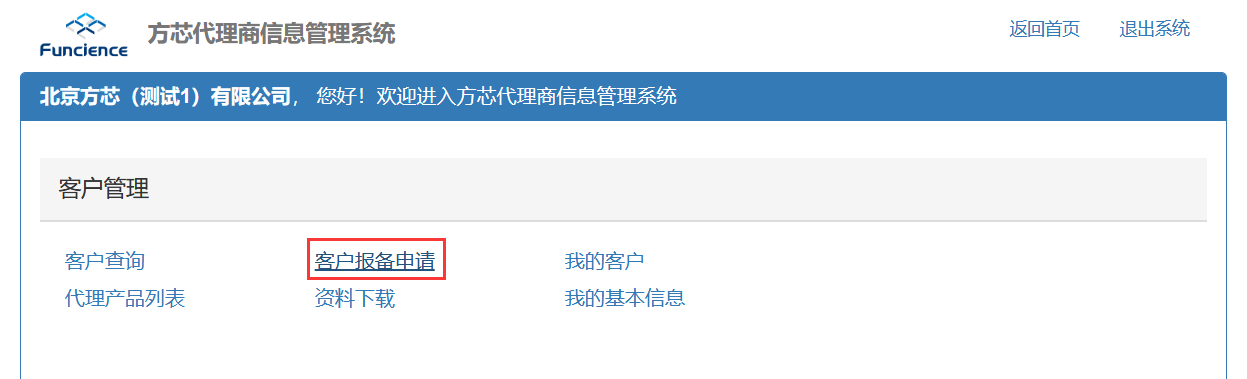 Funcience 方芯代理商信息管理系统 返回首页 退出系统
北京方芯（测试1）有限公司， 您好！欢迎进入方芯代理商信息管理系统
客户管理
客户查询 客户报备申请 我的客户
代理产品列表 资料下载 我的基本信息